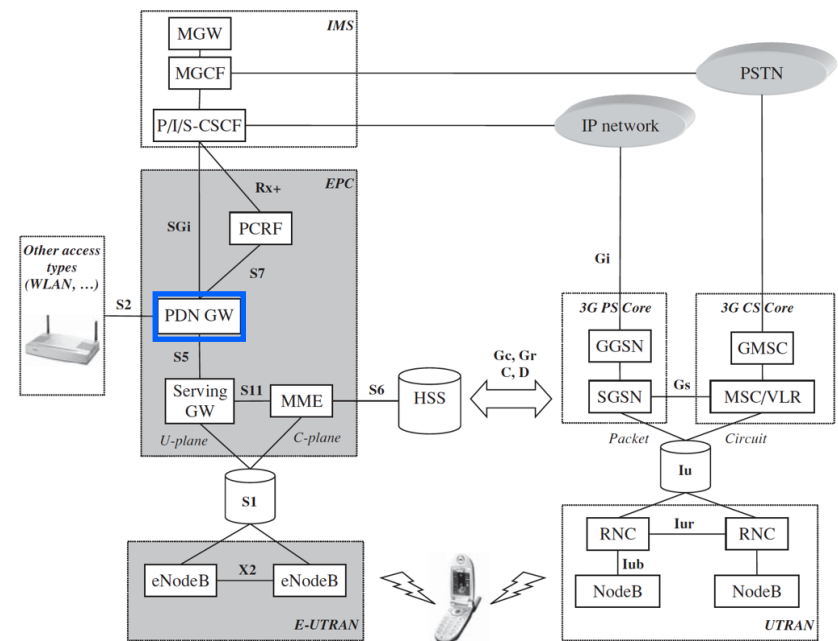 IMS
MGW
MGCF
P/I/S-CSCF
PSTN
IP network
EPC
Rx+
SGi
PCRF
S7
Other access
types
(WLAN, …)
S2
PDN GW
S5
Serving
GW
S11
MME
S6
HSS
U-plane
C-plane
S1
X2
eNodeB
eNodeB
E-UTRAN
Gi
3G PS Core
3G CS Core
GGSN
GMSC
Gc, Gr
C, D
Gs
SGSN
MSC/VLR
Packet
Circuit
Iu
RNC
Iur
RNC
Iub
NodeB
NodeB
UTRAN